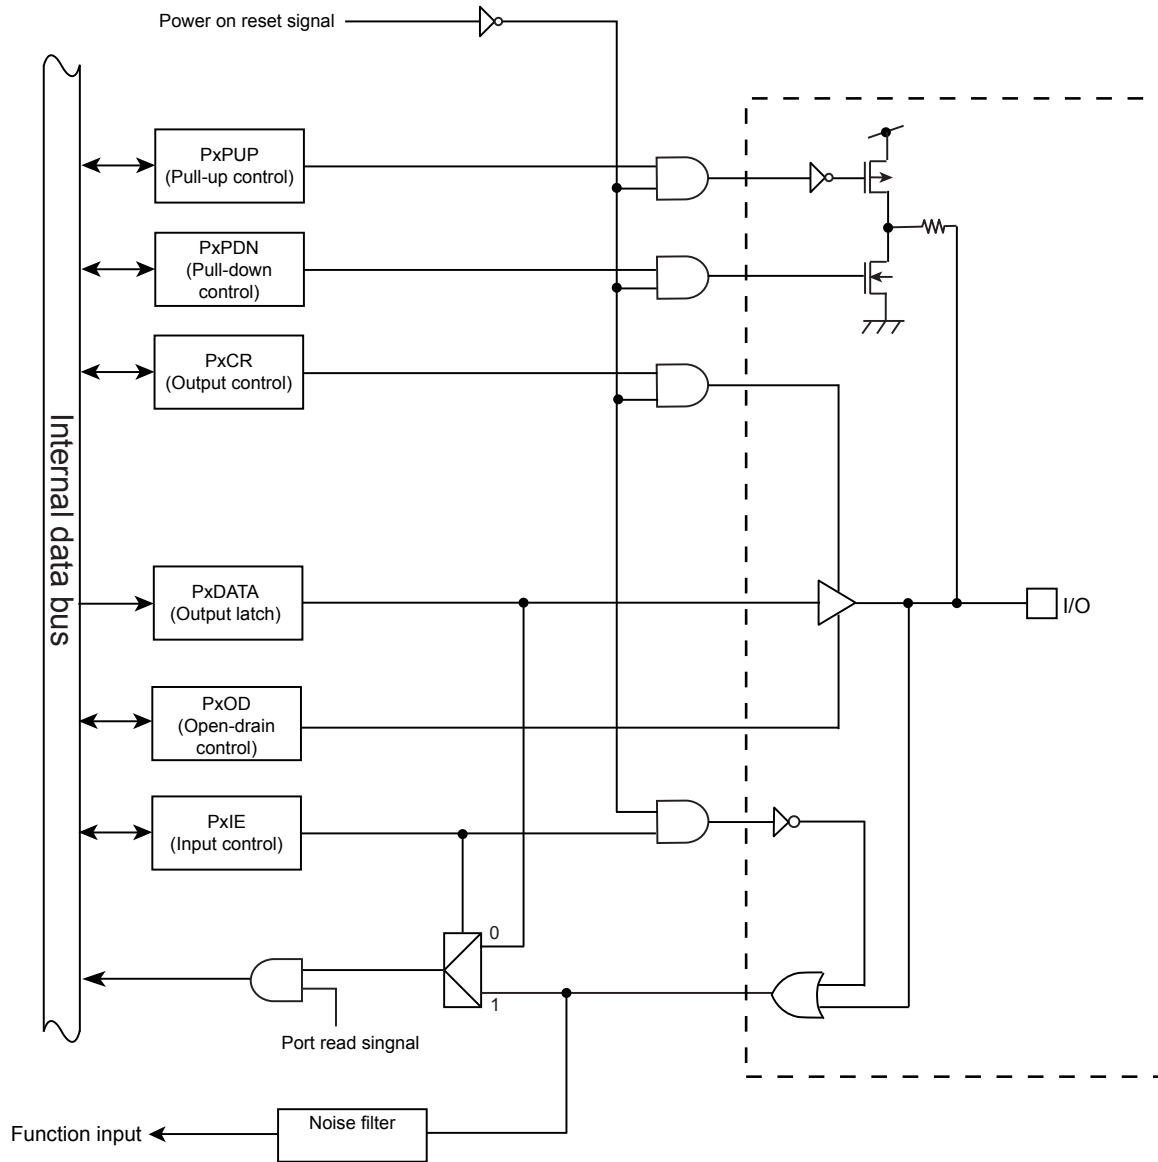 Power on reset signal
PxPUP
(Pull-up control)
PxPDN
(Pull-down
control)
PxCR
(Output control)
Internal data bus
PxDATA
(Output latch)
I/O
PxOD
(Open-drain
control)
PxIE
(Input control)
0
1
Port read singnal
Noise filter
Function input